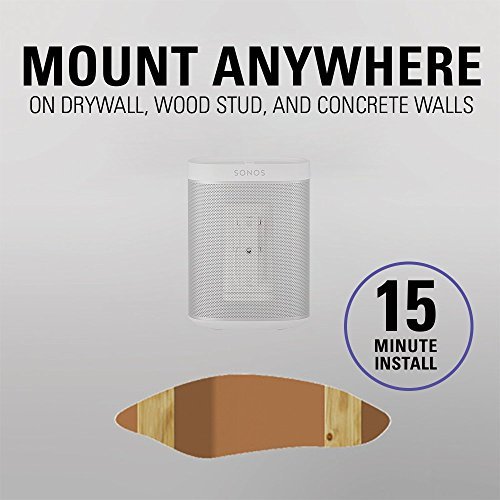 MOUNT ANYWHERE
ON DRYWALL, WOOD STUD, AND CONCRETE WALLS
SONOS
15
MINUTE
INSTALL